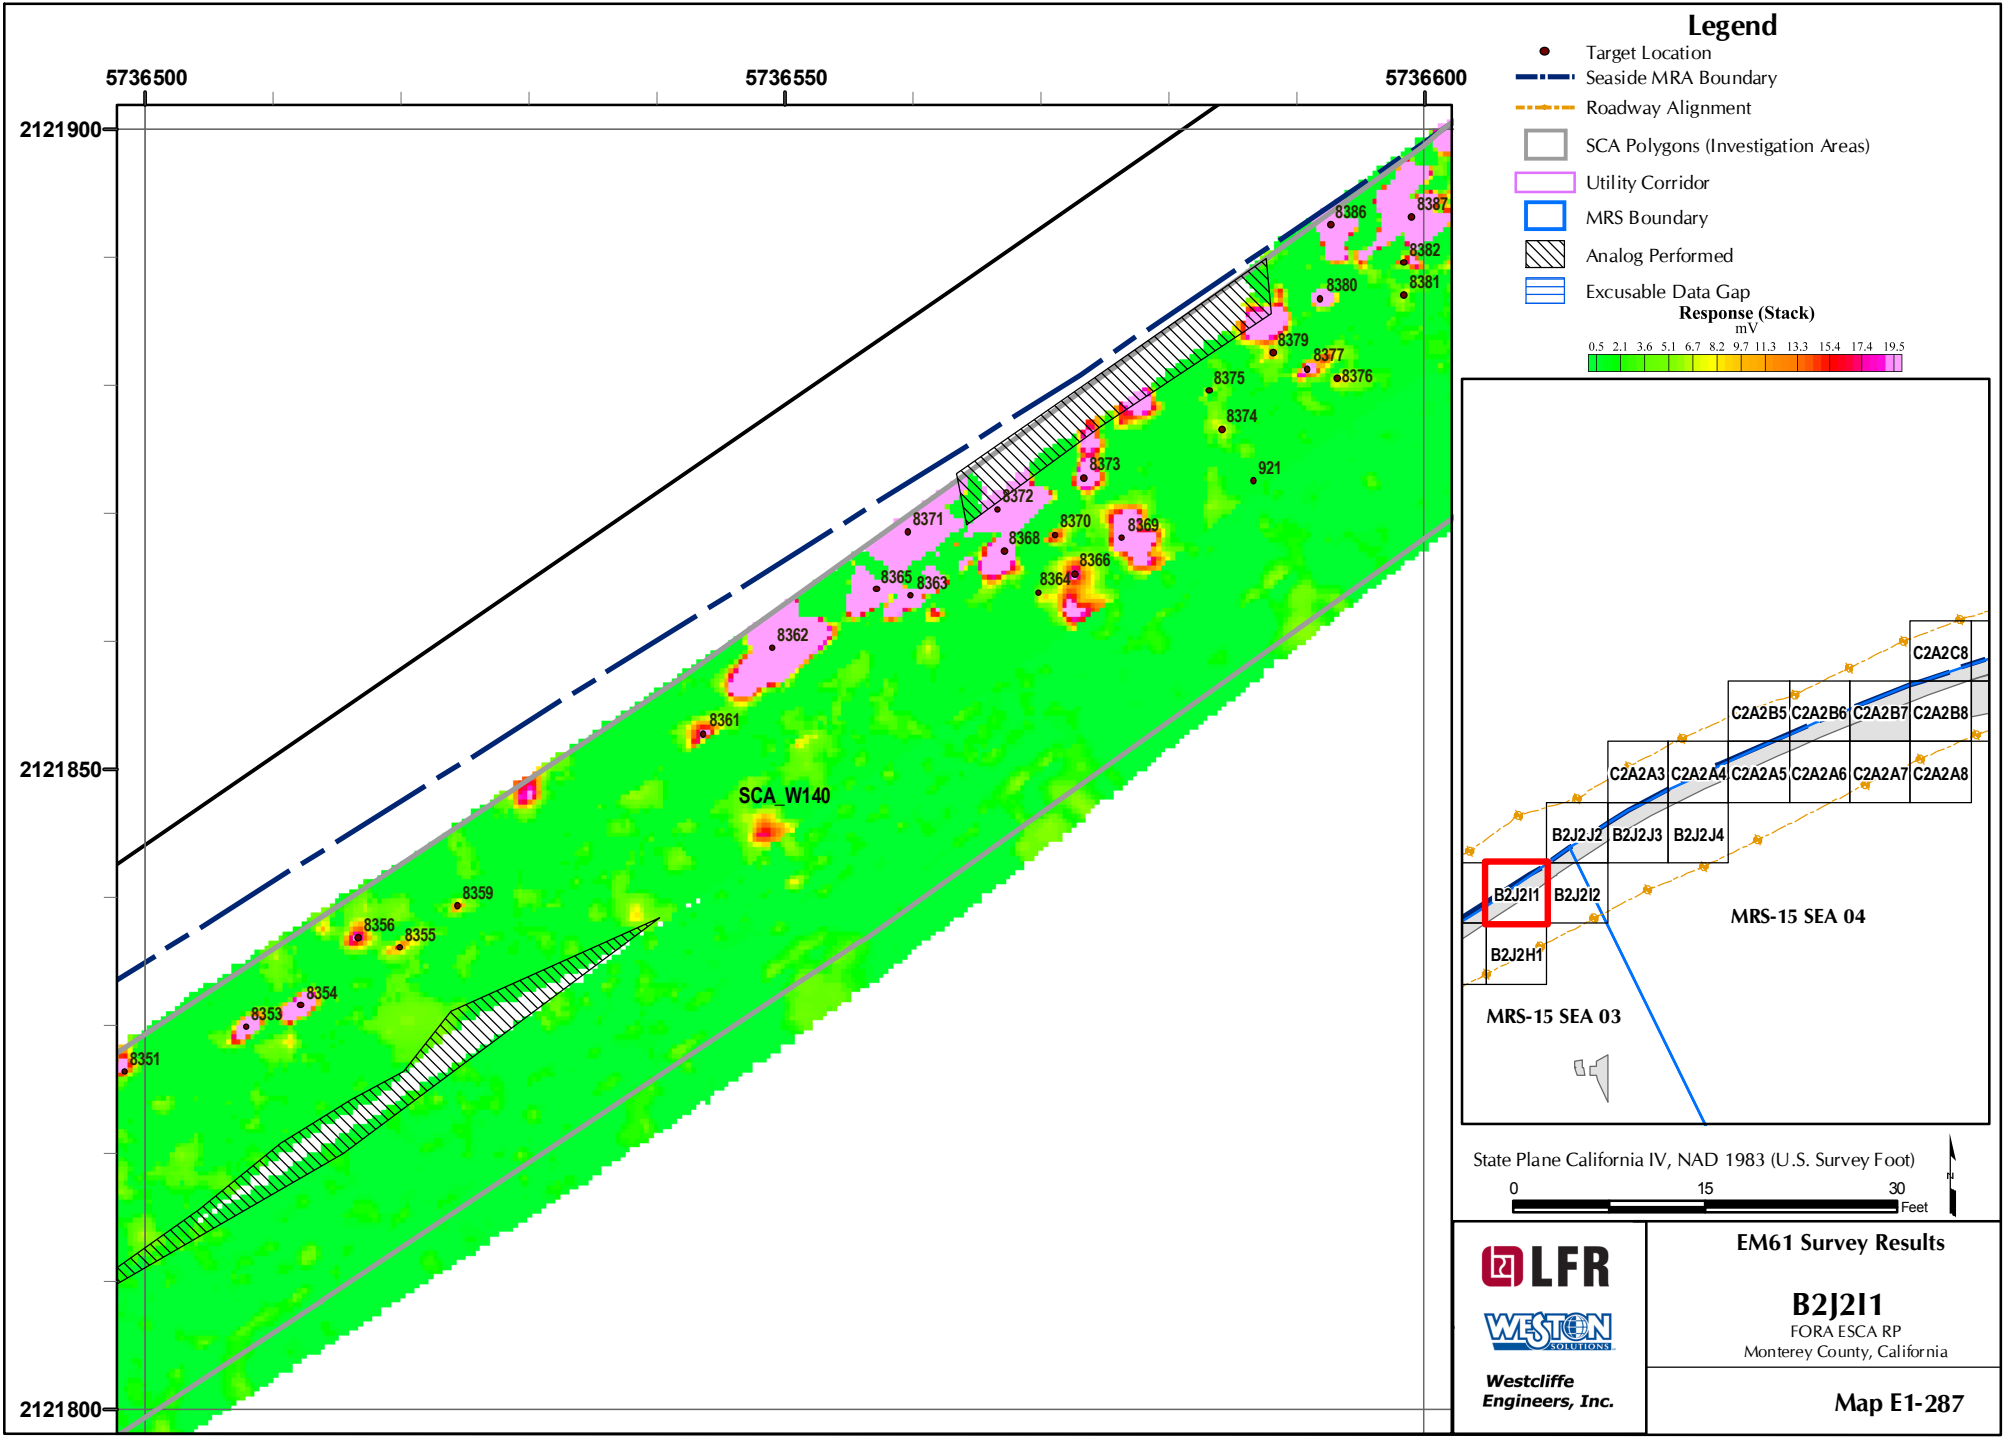 Legend
Target Location
Seaside MRA Boundary
Roadway Alignment
SCA Polygons (Investigation Areas)
Utility Corridor
MRS Boundary
Analog Performed
Excusable Data Gap
Response (Stack)
mV
0.5 2.1 3.6 5.1 6.7 8.2 9.7 11.3 13.3 15.4 17.4 19.5
5736500 5736550 5736600
2121900
2121850
2121800
8387
8386
8382
8381
8380
8379
8377
8376
8375
8374
921
8373
8372
8371
8370
8369
8368
8366
8365
8364
8363
8362
8361
SCA_W140
8359
8356
8355
8354
8353
8351
C2A2C8
C2A2B5 C2A2B6 C2A2B7 C2A2B8
C2A2A3 C2A2A4 C2A2A5 C2A2A6 C2A2A7 C2A2A8
B2J2J2 B2J2J3 B2J2J4
B2J2I1 B2J2I2
B2J2H1
MRS-15 SEA 04
MRS-15 SEA 03
State Plane California IV, NAD 1983 (U.S. Survey Foot)
0 15 30
Feet
N
LFR
WESTON
SOLUTIONS
Westcliffe
Engineers, Inc.
EM61 Survey Results
B2J2I1
FORA ESCA RP
Monterey County, California
Map E1-287